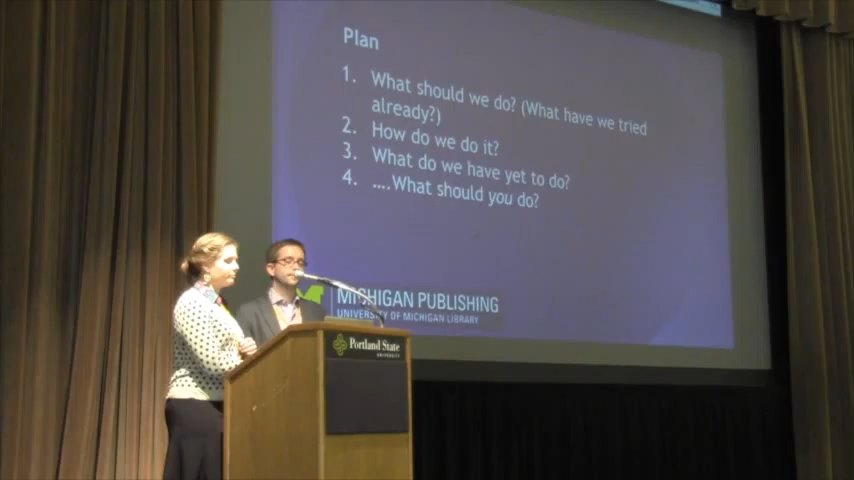 Plan
1. What should we do? (What have we tried
already?)
2. How do we do it?
3. What do we have yet to do?
4. ....What should you do?
MICHIGAN PUBLISHING
UNIVERSITY OF MICHIGAN LIBRARY
Portland State
UNIVERSITY